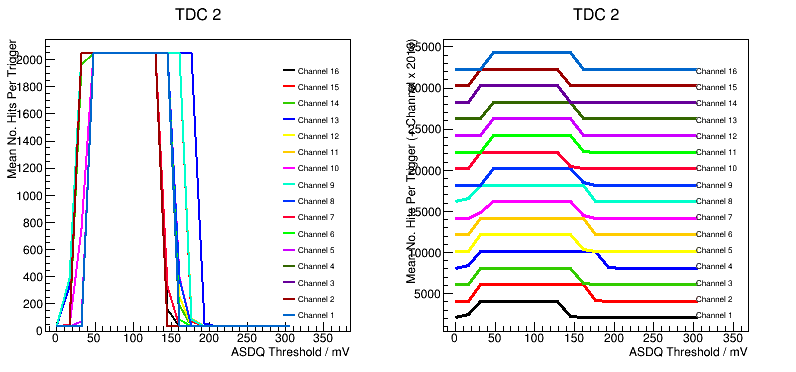 TDC 2
Mean No. Hits Per Trigger
2000
1800
1600
1400
1200
1000
800
600
400
200
0
Channel 16
Channel 15
Channel 14
Channel 13
Channel 12
Channel 11
Channel 10
Channel 9
Channel 8
Channel 7
Channel 6
Channel 5
Channel 4
Channel 3
Channel 2
Channel 1
0 50 100 150 200 250 300 350
ASDQ Threshold / mV
TDC 2
35000
30000
25000
20000
15000
10000
5000
Channel 16
Channel 15
Channel 14
Channel 13
Channel 12
Channel 11
Channel 10
Channel 9
Channel 8
Channel 7
Channel 6
Channel 5
Channel 4
Channel 3
Channel 2
Channel 1
0 50 100 150 200 250 300 350
ASDQ Threshold / mV